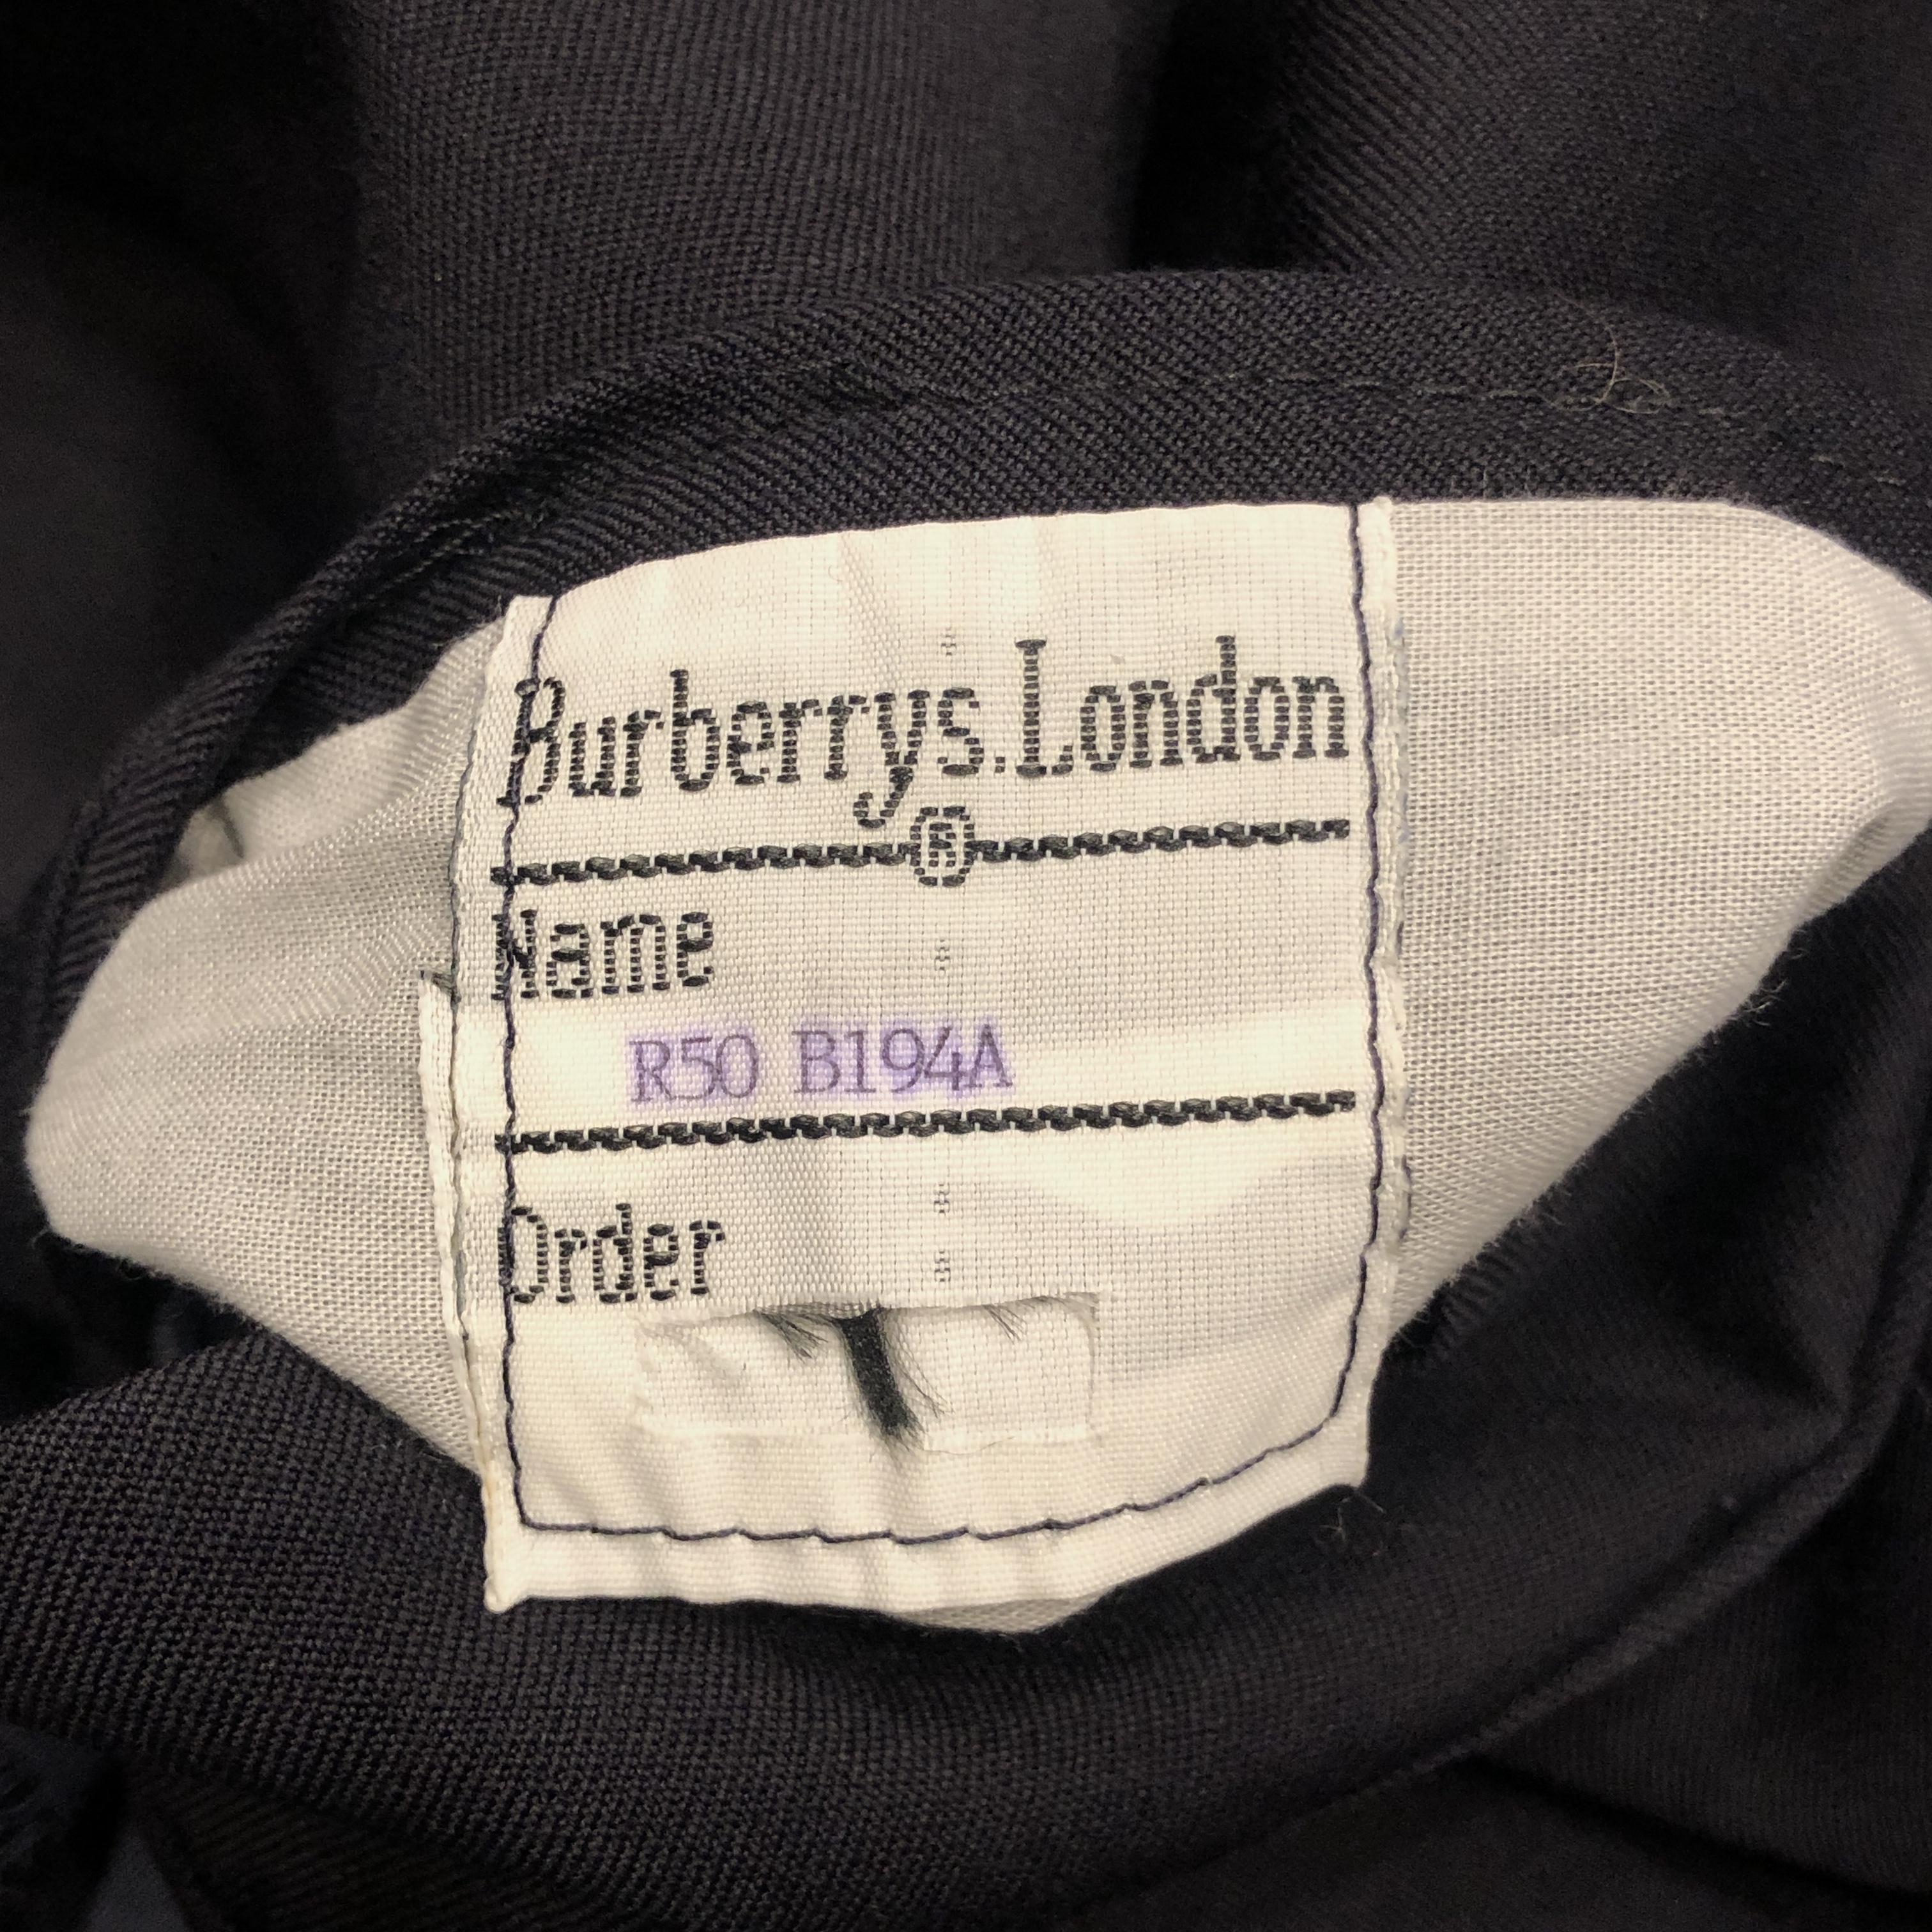 Burberrys.London
®
Name
R50 B194A
Order